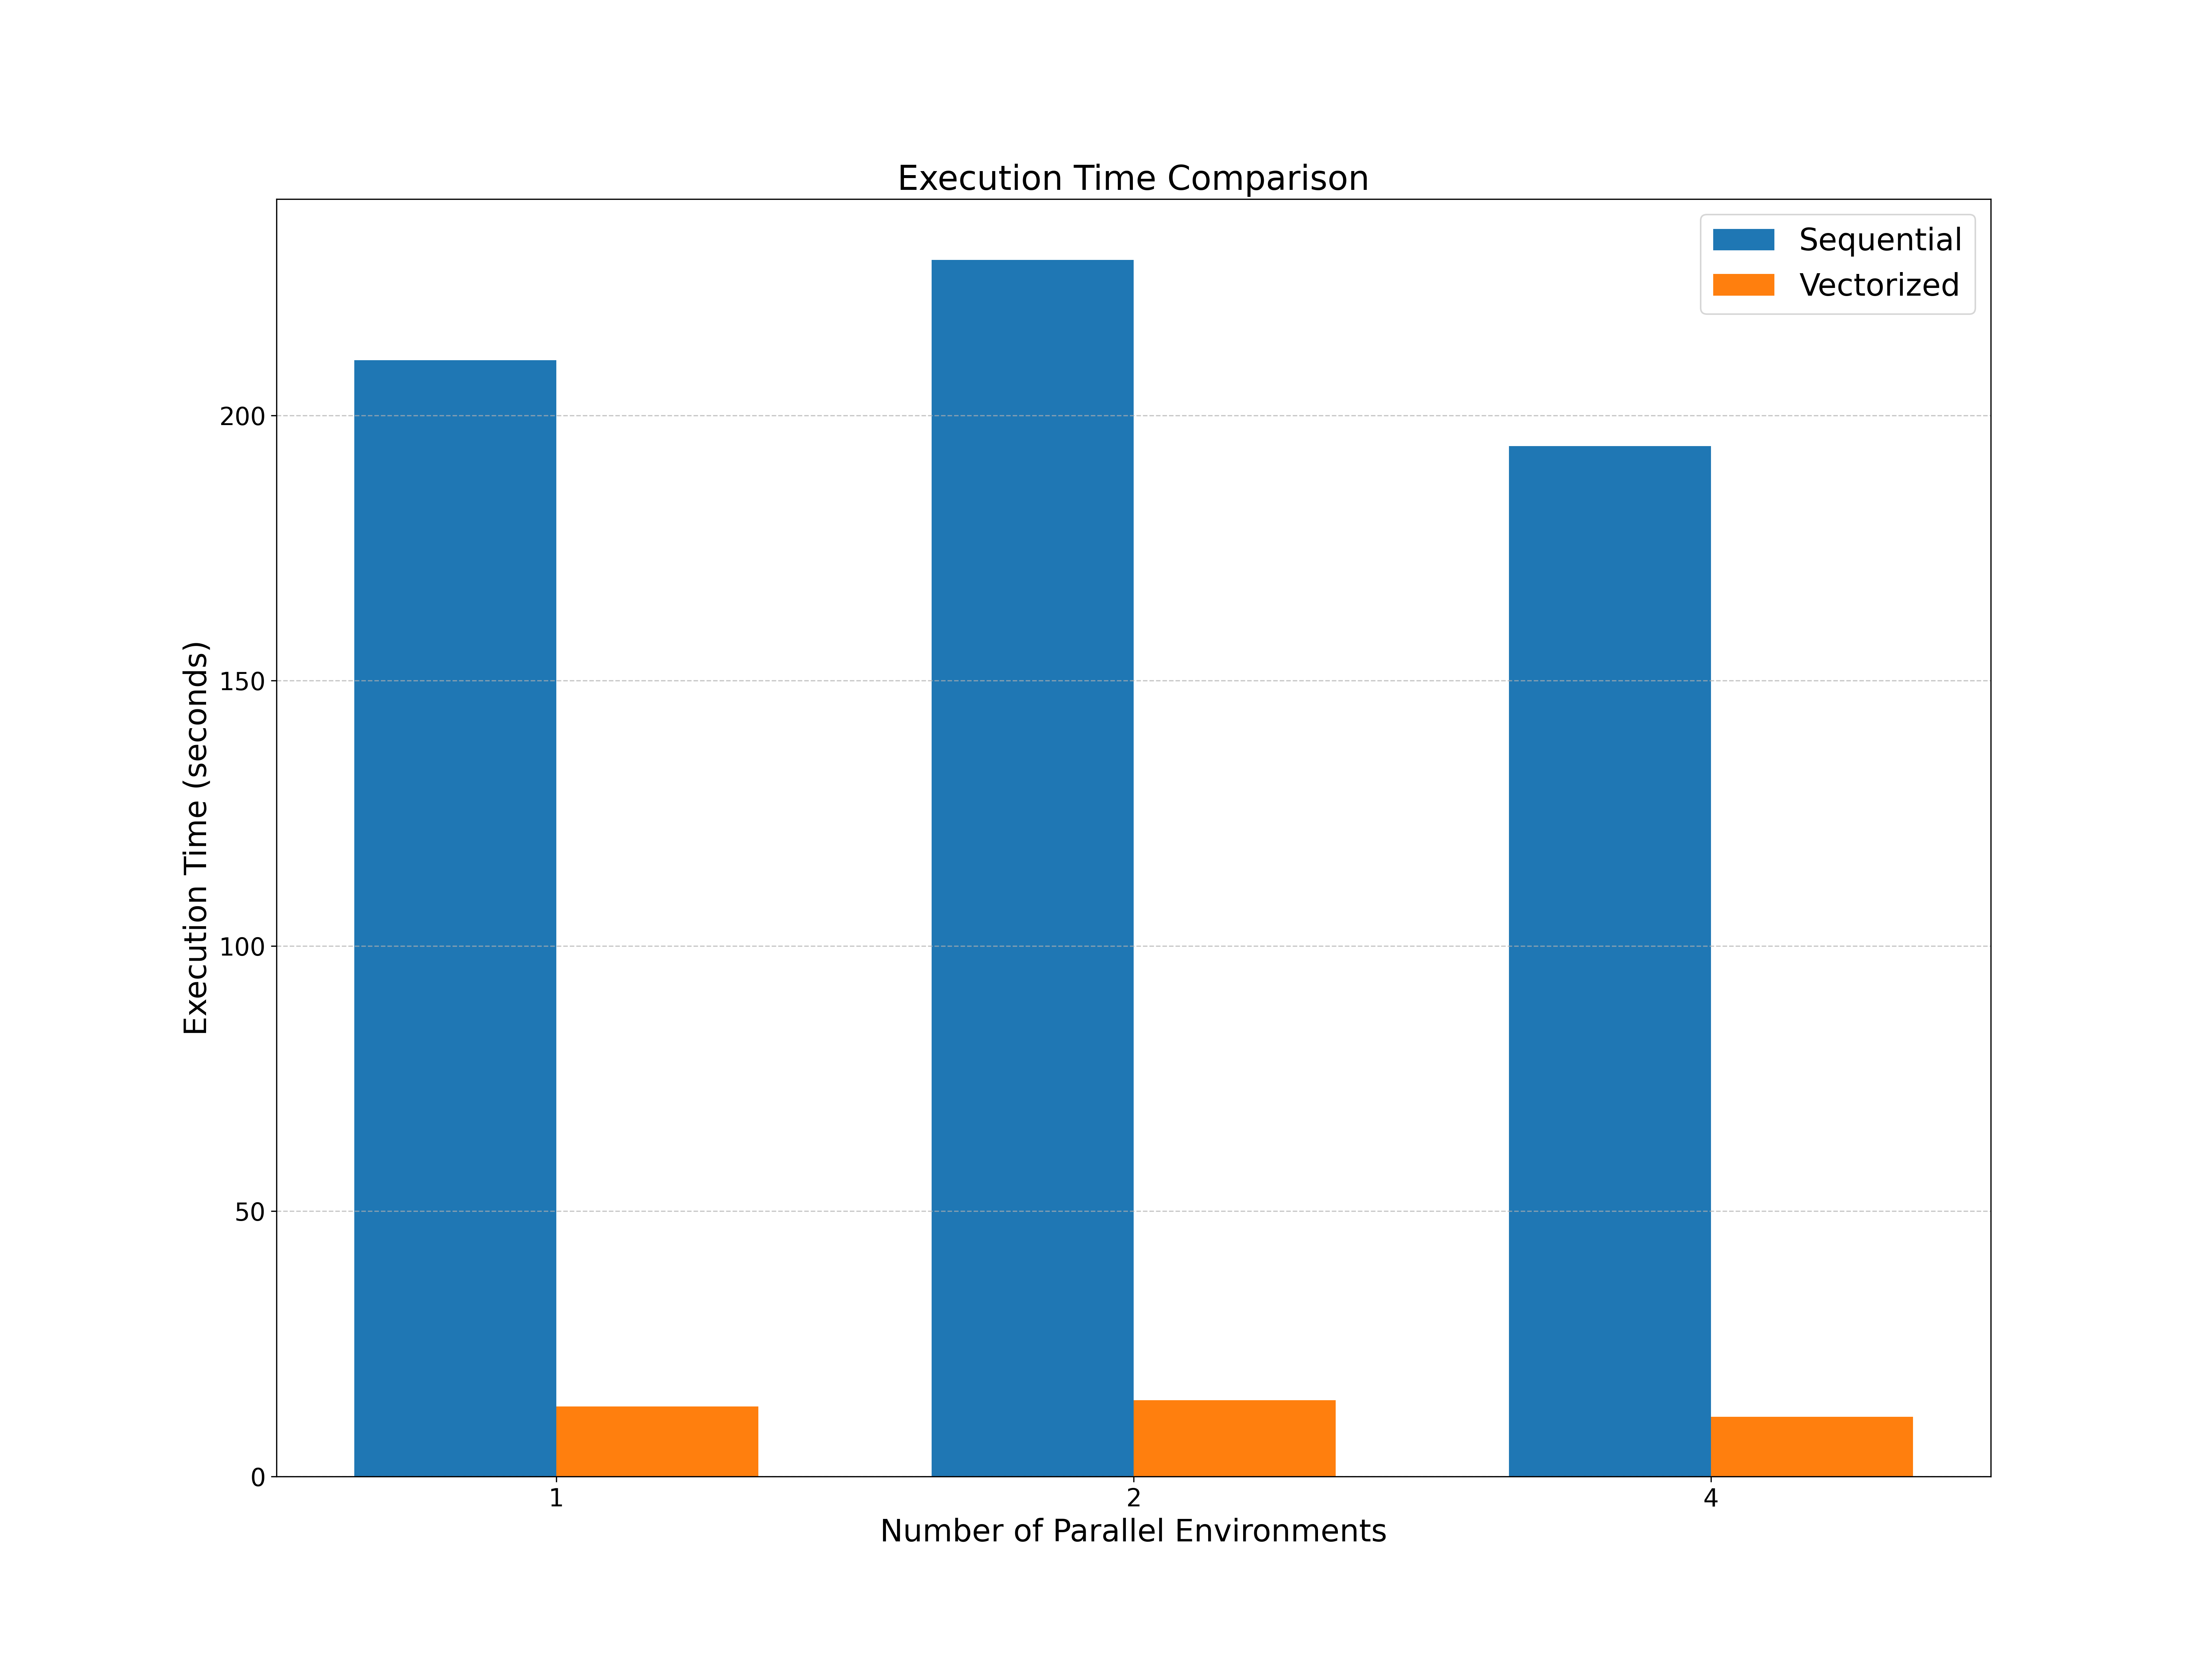 Execution Time Comparison
Sequential
Vectorized
Execution Time (seconds)
200
150
100
50
0
1
2
4
Number of Parallel Environments